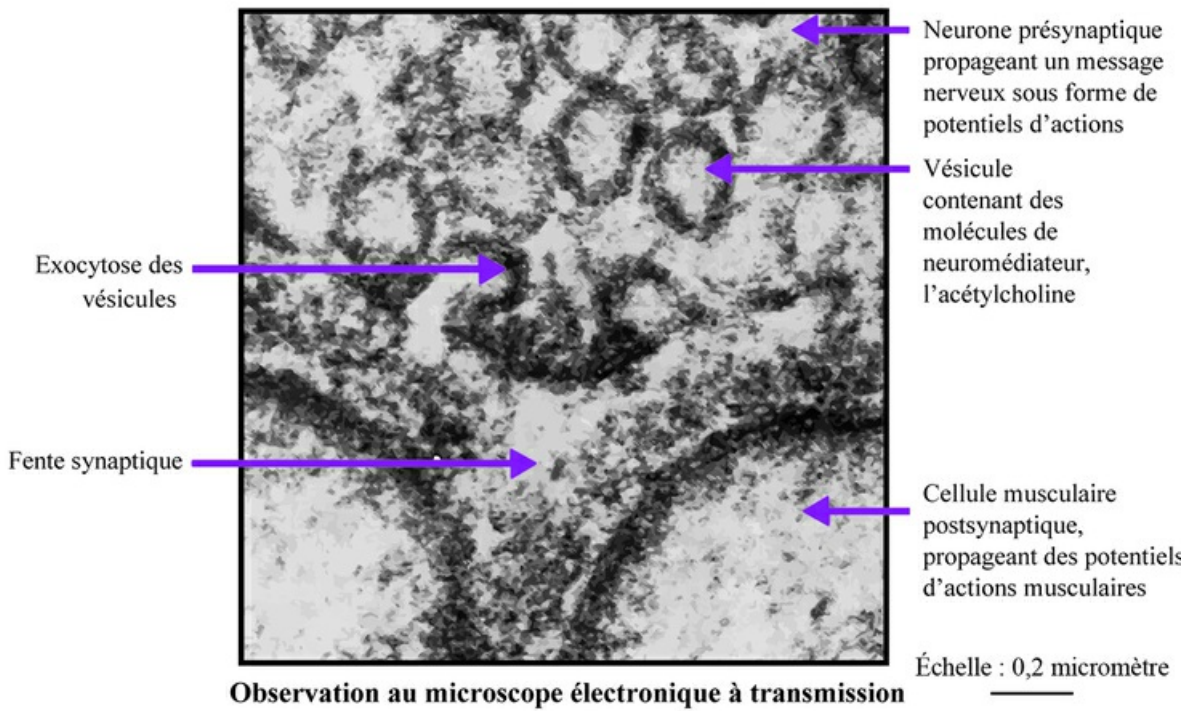 Neurone présynaptique
propageant un message
nerveux sous forme de
potentiels d’actions
Vésicule
contenant des
molécules de
neuromédiateur,
l’acétylcholine
Exocytose des
vésicules
Fente synaptique
Cellule musculaire
postsynaptique,
propageant des potentiels
d’actions musculaires
Échelle : 0,2 micromètre
Observation au microscope électronique à transmission